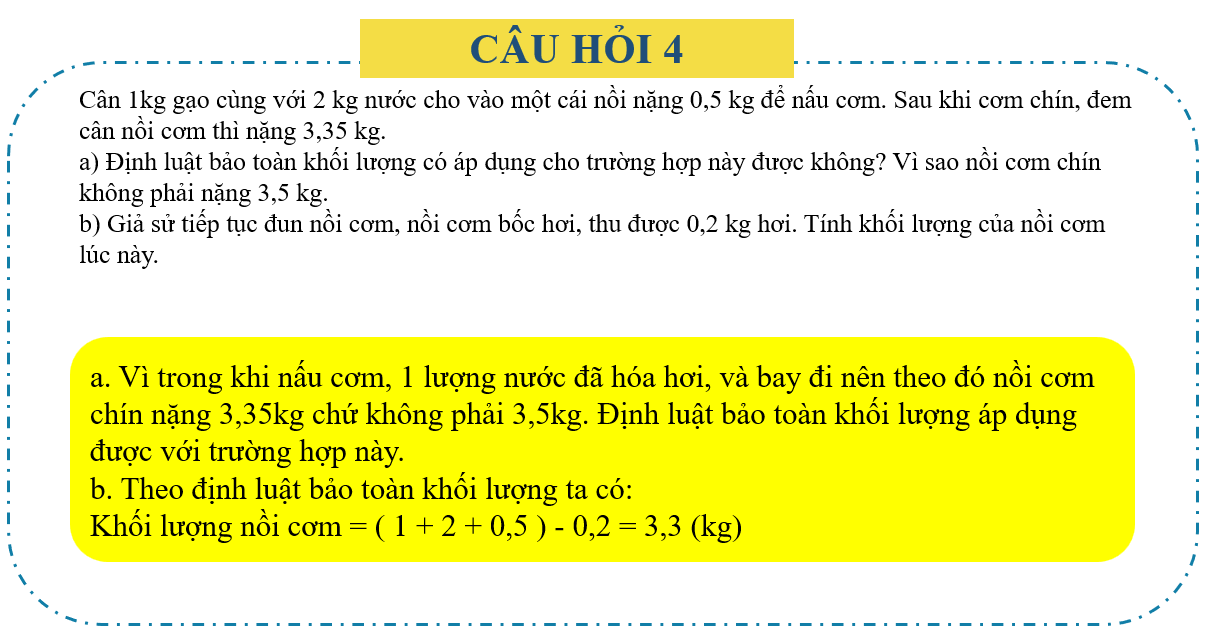 CÂU HỎI 4
Cân 1kg gạo cùng với 2 kg nước cho vào một cái nồi nặng 0,5 kg để nấu cơm. Sau khi cơm chín, đem
cân nồi cơm thì nặng 3,35 kg.
a) Định luật bảo toàn khối lượng có áp dụng cho trường hợp này được không? Vì sao nồi cơm chín
không phải nặng 3,5 kg.
b) Giả sử tiếp tục đun nồi cơm, nồi cơm bốc hơi, thu được 0,2 kg hơi. Tính khối lượng của nồi cơm
lúc này.
a. Vì trong khi nấu cơm, 1 lượng nước đã hóa hơi, và bay đi nên theo đó nồi cơm
chín nặng 3,35kg chứ không phải 3,5kg. Định luật bảo toàn khối lượng áp dụng
được với trường hợp này.
b. Theo định luật bảo toàn khối lượng ta có:
Khối lượng nồi cơm = ( 1 + 2 + 0,5 ) - 0,2 = 3,3 (kg)